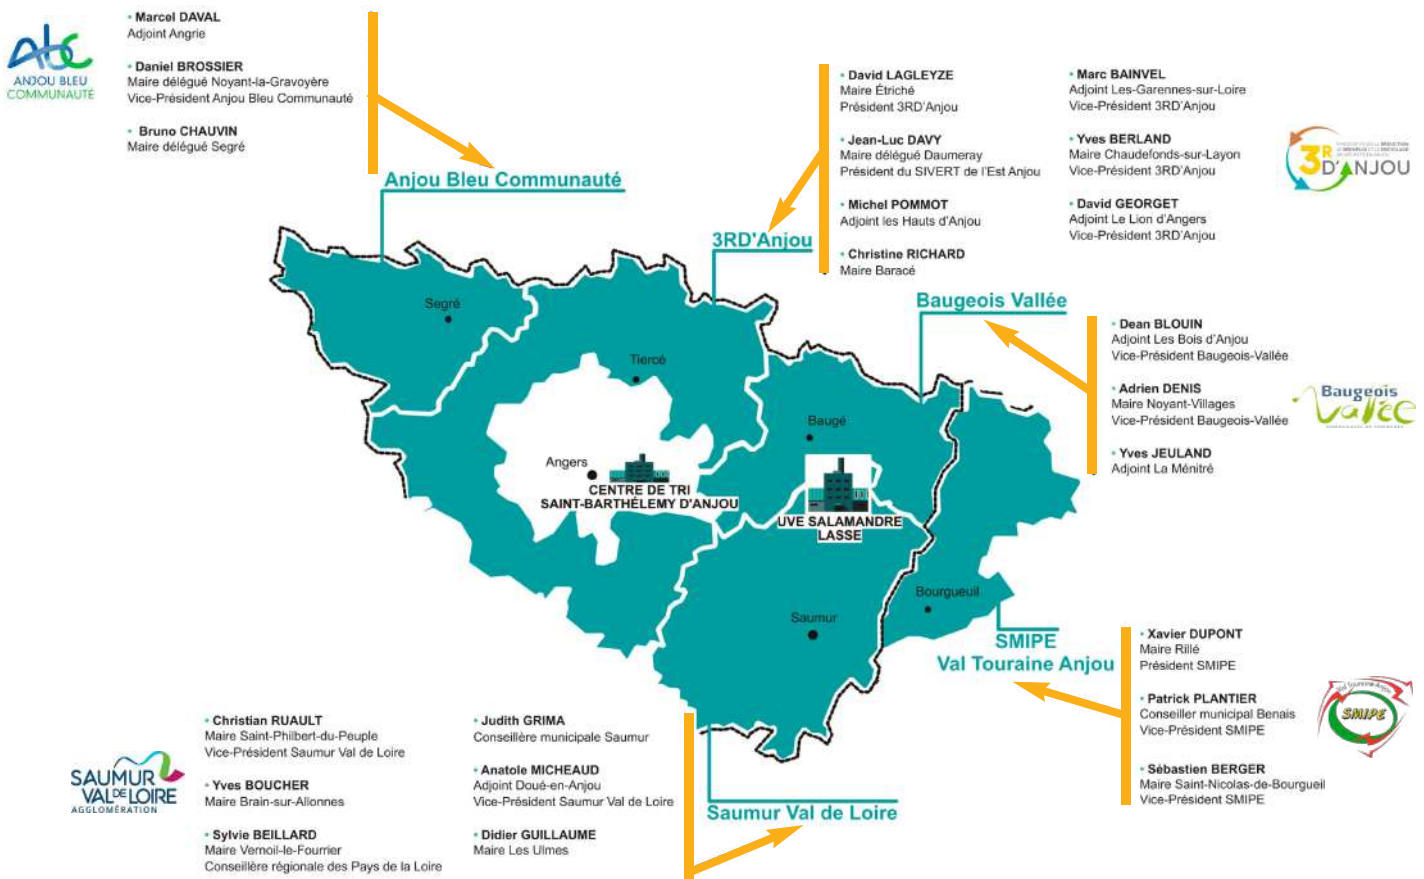 Abc
ANJOU BLEU
COMMUNAUTÉ
• Marcel DAVAL
Adjoint Angrie
• Daniel BROSSIER
Maire délégué Noyant-la-Gravoyère
Vice-Président Anjou Bleu Communauté
• Bruno CHAUVIN
Maire délégué Segré
Anjou Bleu Communauté
• David LAGLEYZE
Maire Étriché
Président 3RD'Anjou
• Jean-Luc DAVY
Maire délégué Daumeray
Président du SIVERT de l'Est Anjou
• Michel POMMOT
Adjoint les Hauts d'Anjou
• Christine RICHARD
Maire Baracé
• Marc BAINVEL
Adjoint Les-Garennes-sur-Loire
Vice-Président 3RD'Anjou
• Yves BERLAND
Maire Chaudefonds-sur-Layon
Vice-Président 3RD'Anjou
• David GEORGET
Adjoint Le Lion d'Angers
Vice-Président 3RD'Anjou
3R
D'ANJOU
3RD'Anjou
Baugeois Vallée
• Dean BLOUIN
Adjoint Les Bois d'Anjou
Vice-Président Baugeois-Vallée
• Adrien DENIS
Maire Noyant-Villages
Vice-Président Baugeois-Vallée
• Yves JEULAND
Adjoint La Ménitré
Baugeois
Vallée
Segré
Tiercé
Baugé
Angers
CENTRE DE TRI
SAINT-BARTHÉLEMY D'ANJOU
UVE SALAMANDRE
LASSE
Bourgueuil
Saumur
SMIPE
Val Touraine Anjou
• Xavier DUPONT
Maire Rillé
Président SMIPE
• Patrick PLANTIER
Conseiller municipal Benais
Vice-Président SMIPE
• Sébastien BERGER
Maire Saint-Nicolas-de-Bourgueil
Vice-Président SMIPE
Val Touraine Anjou
SMIPE
SAUMUR
VAL DE LOIRE
AGGLOMÉRATION
• Christian RUAULT
Maire Saint-Philbert-du-Peuple
Vice-Président Saumur Val de Loire
• Yves BOUCHER
Maire Brain-sur-Allonnes
• Sylvie BEILLARD
Maire Vernoil-le-Fourrier
Conseillère régionale des Pays de la Loire
• Judith GRIMA
Conseillère municipale Saumur
• Anatole MICHEAUD
Adjoint Doué-en-Anjou
Vice-Président Saumur Val de Loire
• Didier GUILLAUME
Maire Les Ulmes
Saumur Val de Loire